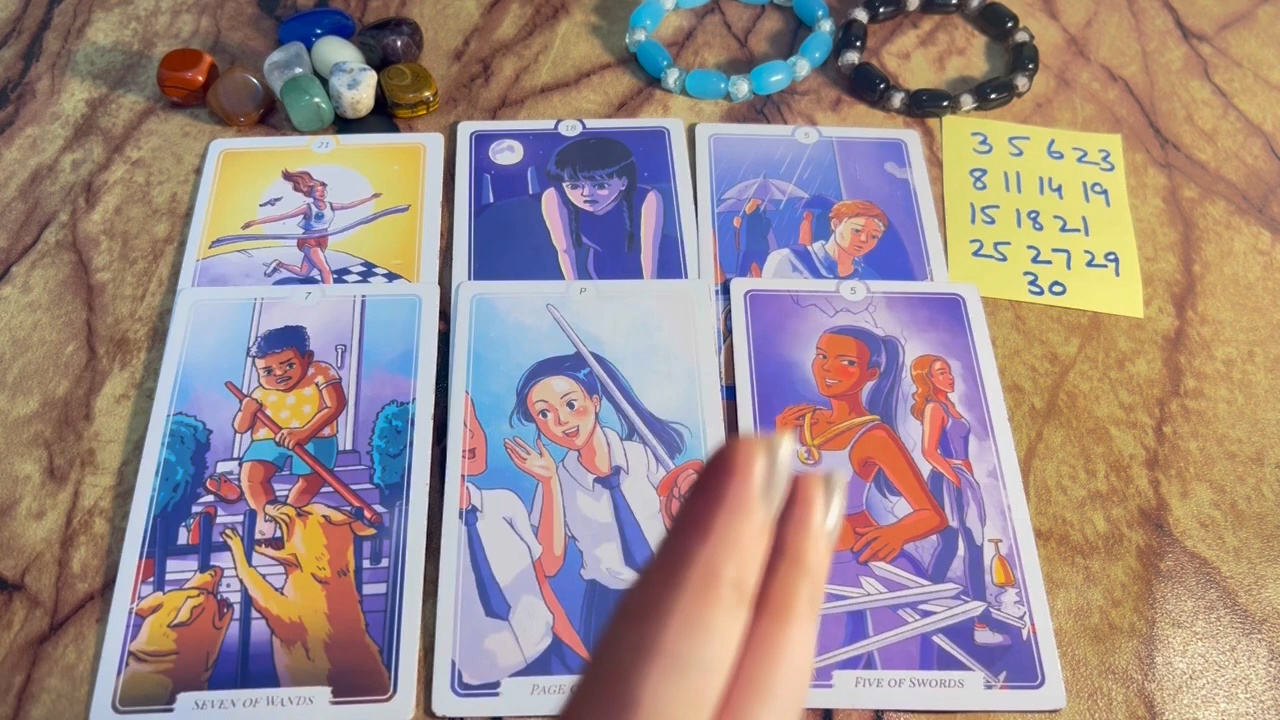 21
18
5
3 5 6 23
8 11 14 19
15 18 21
25 27 29
30
7
P
5
SEVEN OF WANDS
PAGE
FIVE OF SWORDS